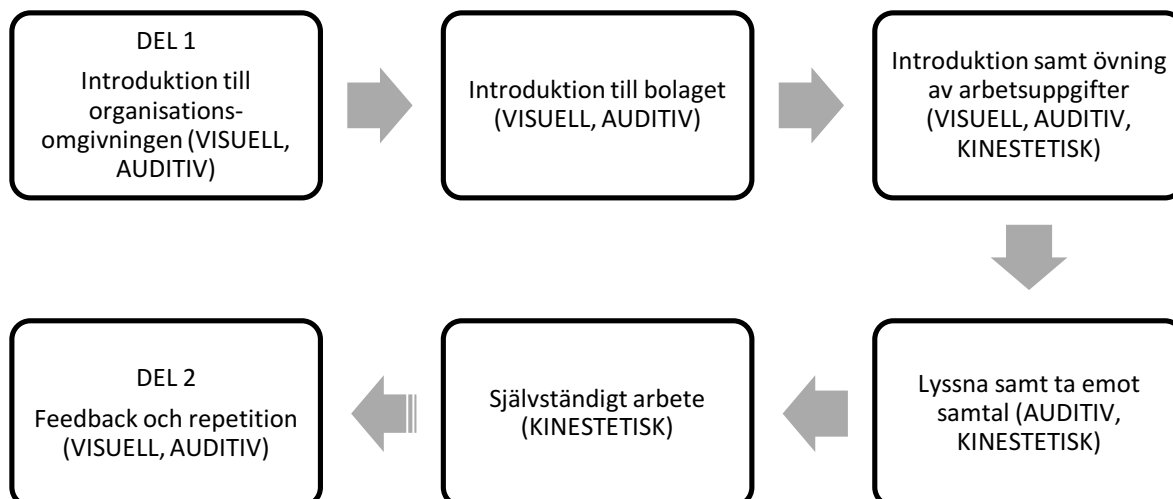 DEL 1
Introduktion till
organisations-
omgivningen (VISUELL,
AUDITIV)
Introduktion till bolaget
(VISUELL, AUDITIV)
Introduktion samt övning
av arbetsuppgifter
(VISUELL, AUDITIV,
KINESTETISK)
Lyssna samt ta emot
samtal (AUDITIV,
KINESTETISK)
Självständigt arbete
(KINESTETISK)
DEL 2
Feedback och repetition
(VISUELL, AUDITIV)